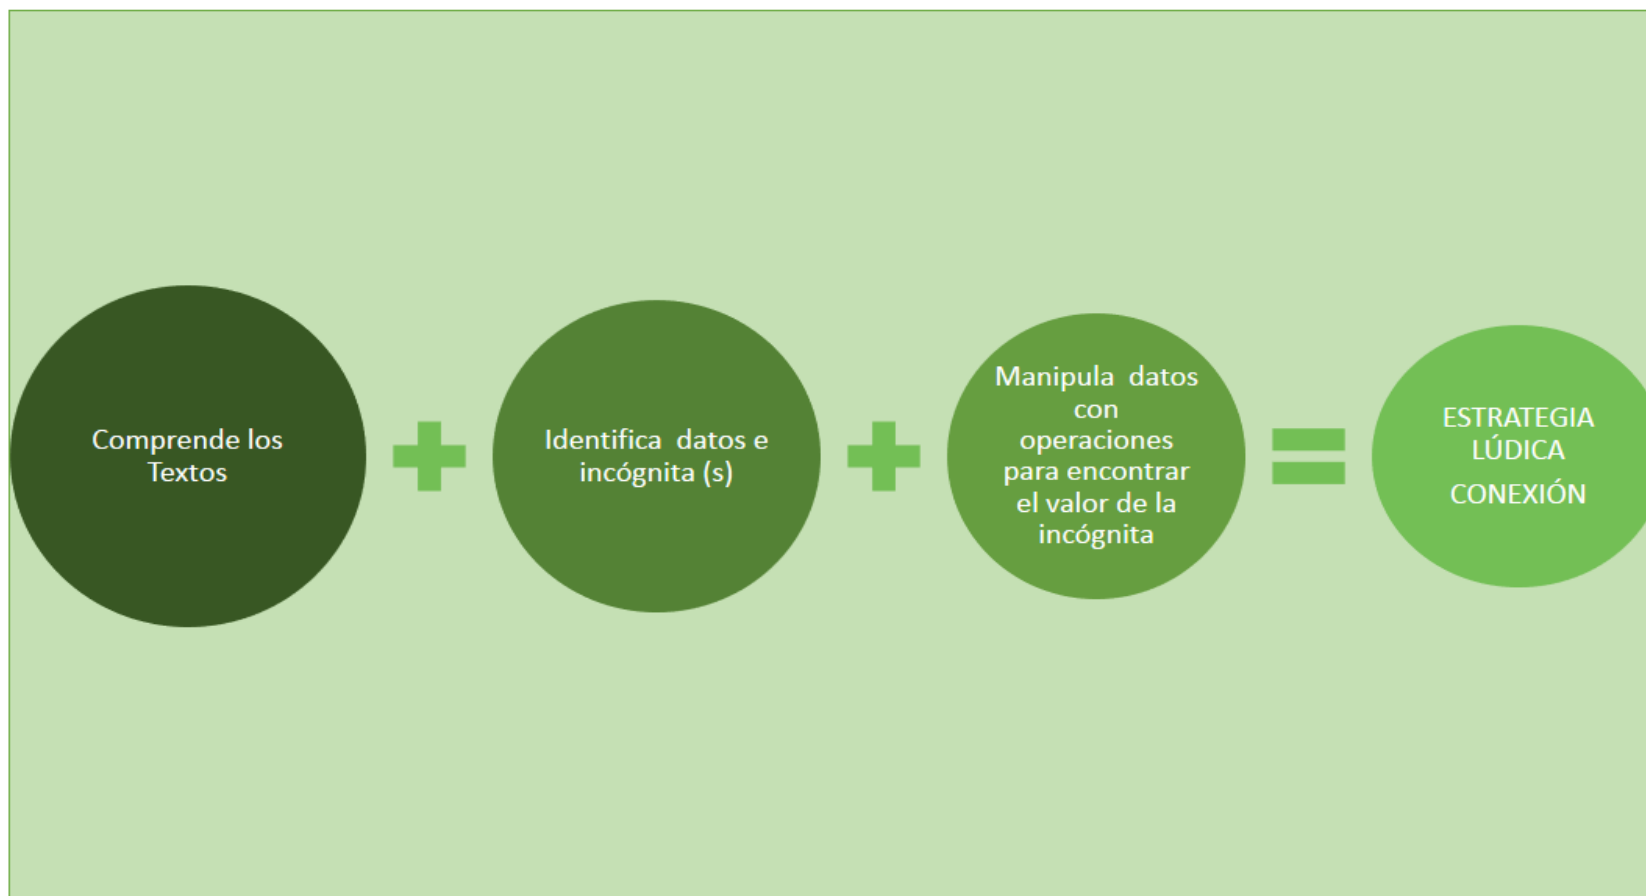 Comprende los
Textos
Identifica datos e
incógnita (s)
Manipula datos
con
operaciones
para encontrar
el valor de la
incógnita
ESTRATEGIA
LÚDICA
CONEXIÓN